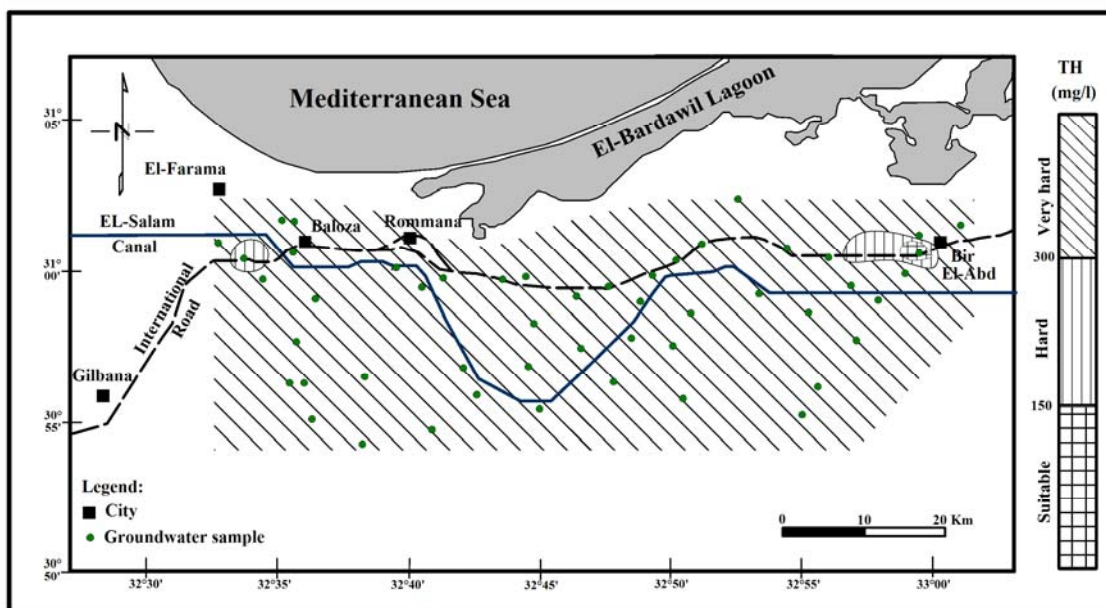 Mediterranean Sea
El-Bardawil Lagoon
TH
(mg/l)
31°
05'
N
El-Farama
Very hard
EL-Salam
Canal
Baloza
Rommana
31°
00'
Bir
El-Abd
300
International
Road
Hard
Gilbana
150
30°
55'
Legend:
City
Groundwater sample
0 10 20 Km
Suitable
30°
50'
32°30' 32°35' 32°40' 32°45' 32°50' 32°55' 33°00'